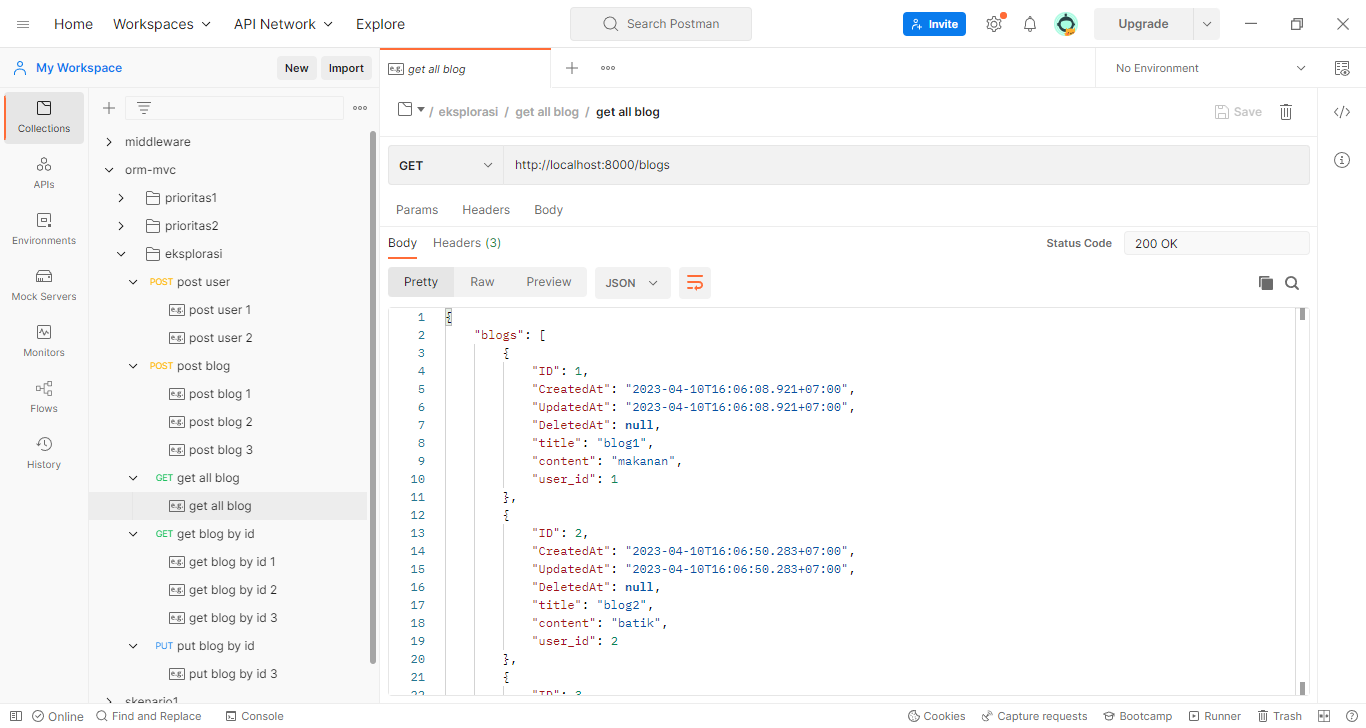 Home Workspaces API Network Explore Search Postman Invite Upgrade
My Workspace New Import GET get all blog No Environment
Collections
APIs
Environments
Mock Servers
Monitors
Flows
History
middleware
orm-mvc
prioritas1
prioritas2
eksplorasi
POST post user
e.g. post user 1
e.g. post user 2
POST post blog
e.g. post blog 1
e.g. post blog 2
e.g. post blog 3
GET get all blog
e.g. get all blog
GET get blog by id
e.g. get blog by id 1
e.g. get blog by id 2
e.g. get blog by id 3
PUT put blog by id
e.g. put blog by id 3
skenario1
/ eksplorasi / get all blog / get all blog Save
GET http://localhost:8000/blogs
Params Headers Body
Body Headers (3) Status Code 200 OK
Pretty Raw Preview JSON
1 {
2 "blogs": [
3 {
4 "ID": 1,
5 "CreatedAt": "2023-04-10T16:06:08.921+07:00",
6 "UpdatedAt": "2023-04-10T16:06:08.921+07:00",
7 "DeletedAt": null,
8 "title": "blog1",
9 "content": "makanan",
10 "user_id": 1
11 },
12 {
13 "ID": 2,
14 "CreatedAt": "2023-04-10T16:06:50.283+07:00",
15 "UpdatedAt": "2023-04-10T16:06:50.283+07:00",
16 "DeletedAt": null,
17 "title": "blog2",
18 "content": "batik",
19 "user_id": 2
20 },
21 {
22 "ID": 3,
Online Find and Replace Console Cookies Capture requests Bootcamp Runner Trash